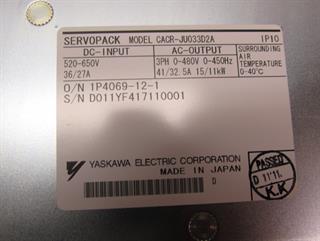 SERVOPACK MODEL CACR-JU033D2A IP10
DC-INPUT AC-OUTPUT SURROUNDING AIR TEMPERATURE 0-40°C
520-650V 3PH 0-480V 0-450Hz
36/27A 41/32.5A 15/11kW
O/N 1P4069-12-1
S/N D011YF417110001
YASKAWA ELECTRIC CORPORATION
MADE IN JAPAN
D
PASSED
D 11'11
K.K